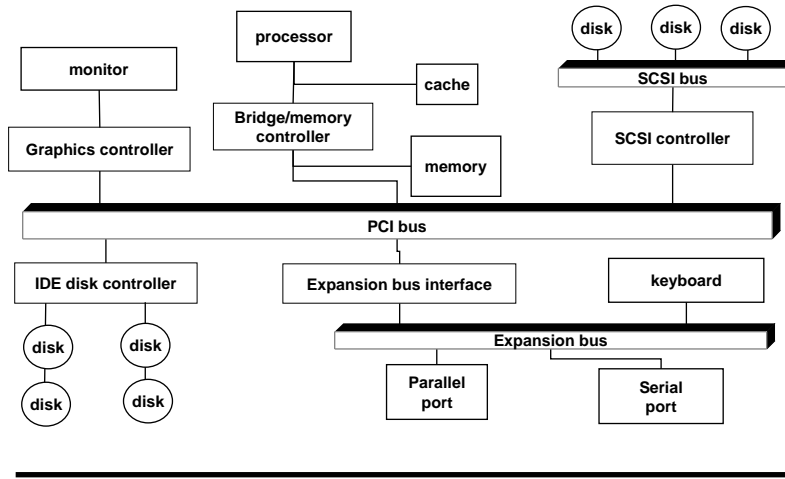 disk
disk
disk
processor
monitor
SCSI bus
cache
Bridge/memory
controller
Graphics controller
SCSI controller
memory
PCI bus
IDE disk controller
Expansion bus interface
keyboard
disk
disk
Expansion bus
disk
disk
Parallel
port
Serial
port